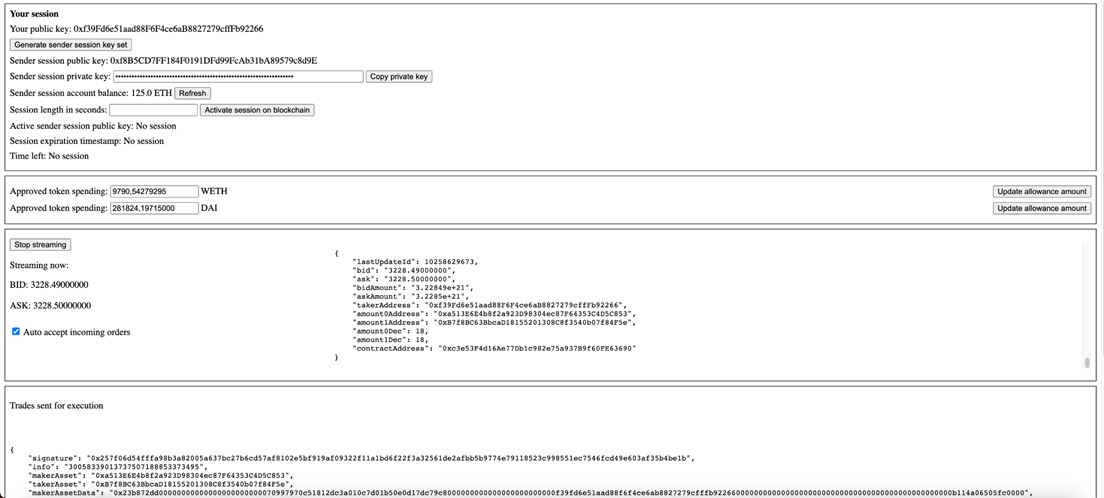 Your session
Your public key: 0xf39Fd6e51aad88F6F4ce6aB8827279cffFb92266
Generate sender session key set
Sender session public key: 0xf8B5CD7FF184F0191DFd99FcAb31bA89579c8d9E
Sender session private key: Copy private key
Sender session account balance: 125.0 ETH Refresh
Session length in seconds: Activate session on blockchain
Active sender session public key: No session
Session expiration timestamp: No session
Time left: No session
Approved token spending: 9790,54279295 WETH Update allowance amount
Approved token spending: 281824,19715000 DAI Update allowance amount
Stop streaming
Streaming now:
BID: 3228.49000000
ASK: 3228.50000000
Auto accept incoming orders
{
"lastUpdateId": 10258629673,
"bid": "3228.49000000",
"ask": "3228.50000000",
"bidAmount": "3.22849e+21",
"askAmount": "3.2285e+21",
"takerAddress": "0xf39Fd6e51aad88F6F4ce6aB8827279cffFb92266",
"amount0Address": "0xa513E6E4b8f2a923D98304ec87F64353C4D5C853",
"amount1Address": "0xB7f8BC63BbcaD18155201308C8f3540b07f84F5e",
"amount0Dec": 18,
"amount1Dec": 18,
"contractAddress": "0xc3e53F4d16Ae77Db1c982e75a937B9f60FE63690"
}
Trades sent for execution
{
"signature": "0x257f06d54fffa98b3a82005a637bc27b6cd57af8102e5bf919af09322f11a1bd6f22f3a32561de2afbb5b9774e79118523c998551ec7546fcd49e603af35b4be1b",
"info": "30058339013737507188853373495",
"makerAsset": "0xa513E6E4b8f2a923D98304ec87F64353C4D5C853",
"takerAsset": "0xB7f8BC63BbcaD18155201308C8f3540b07f84F5e",